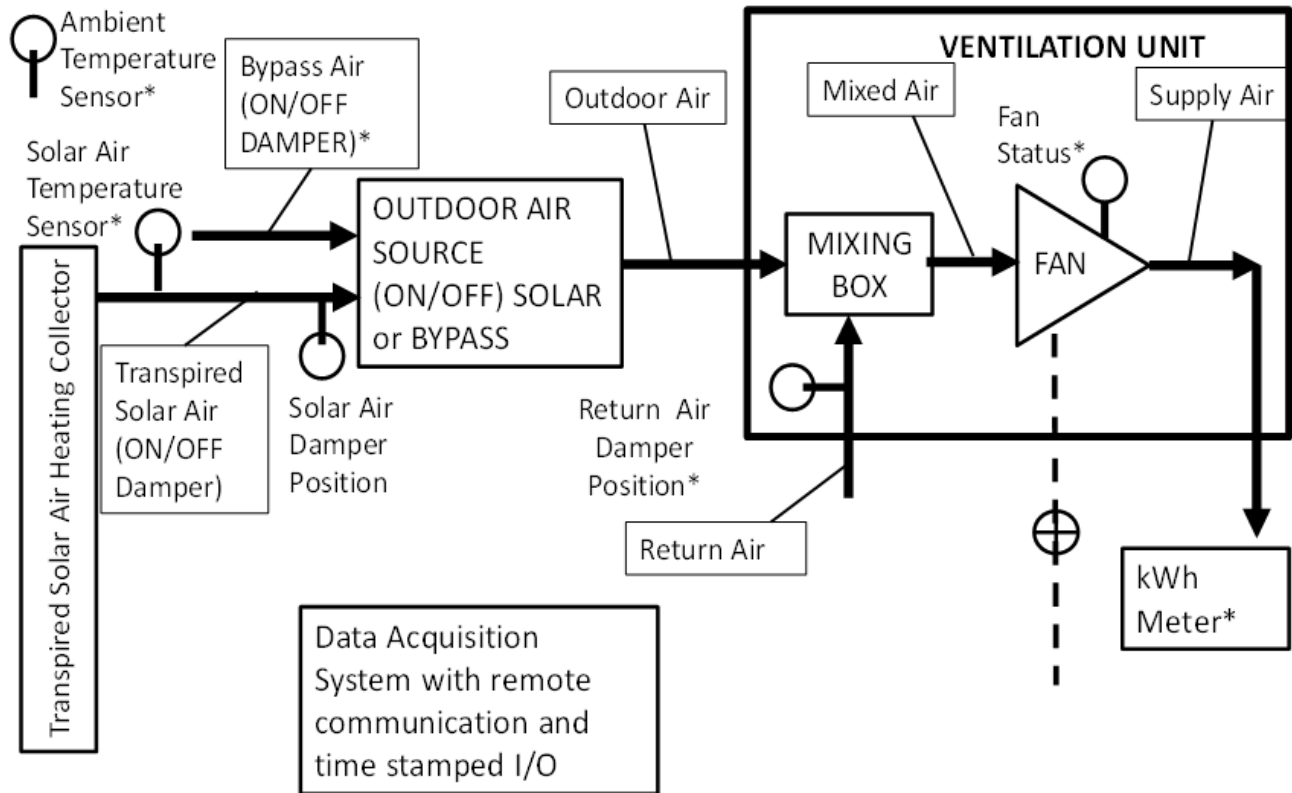 Ambient
Temperature
Sensor*
Bypass Air
(ON/OFF
DAMPER)*
Outdoor Air
VENTILATION UNIT
Mixed Air
Supply Air
Fan
Status*
Solar Air
Temperature
Sensor*
OUTDOOR AIR
SOURCE
(ON/OFF) SOLAR
or BYPASS
MIXING
BOX
FAN
Transpired Solar Air Heating Collector
Transpired
Solar Air
(ON/OFF
Damper)
Solar Air
Damper
Position
Return Air
Damper
Position*
Return Air
kWh
Meter*
Data Acquisition
System with remote
communication and
time stamped I/O